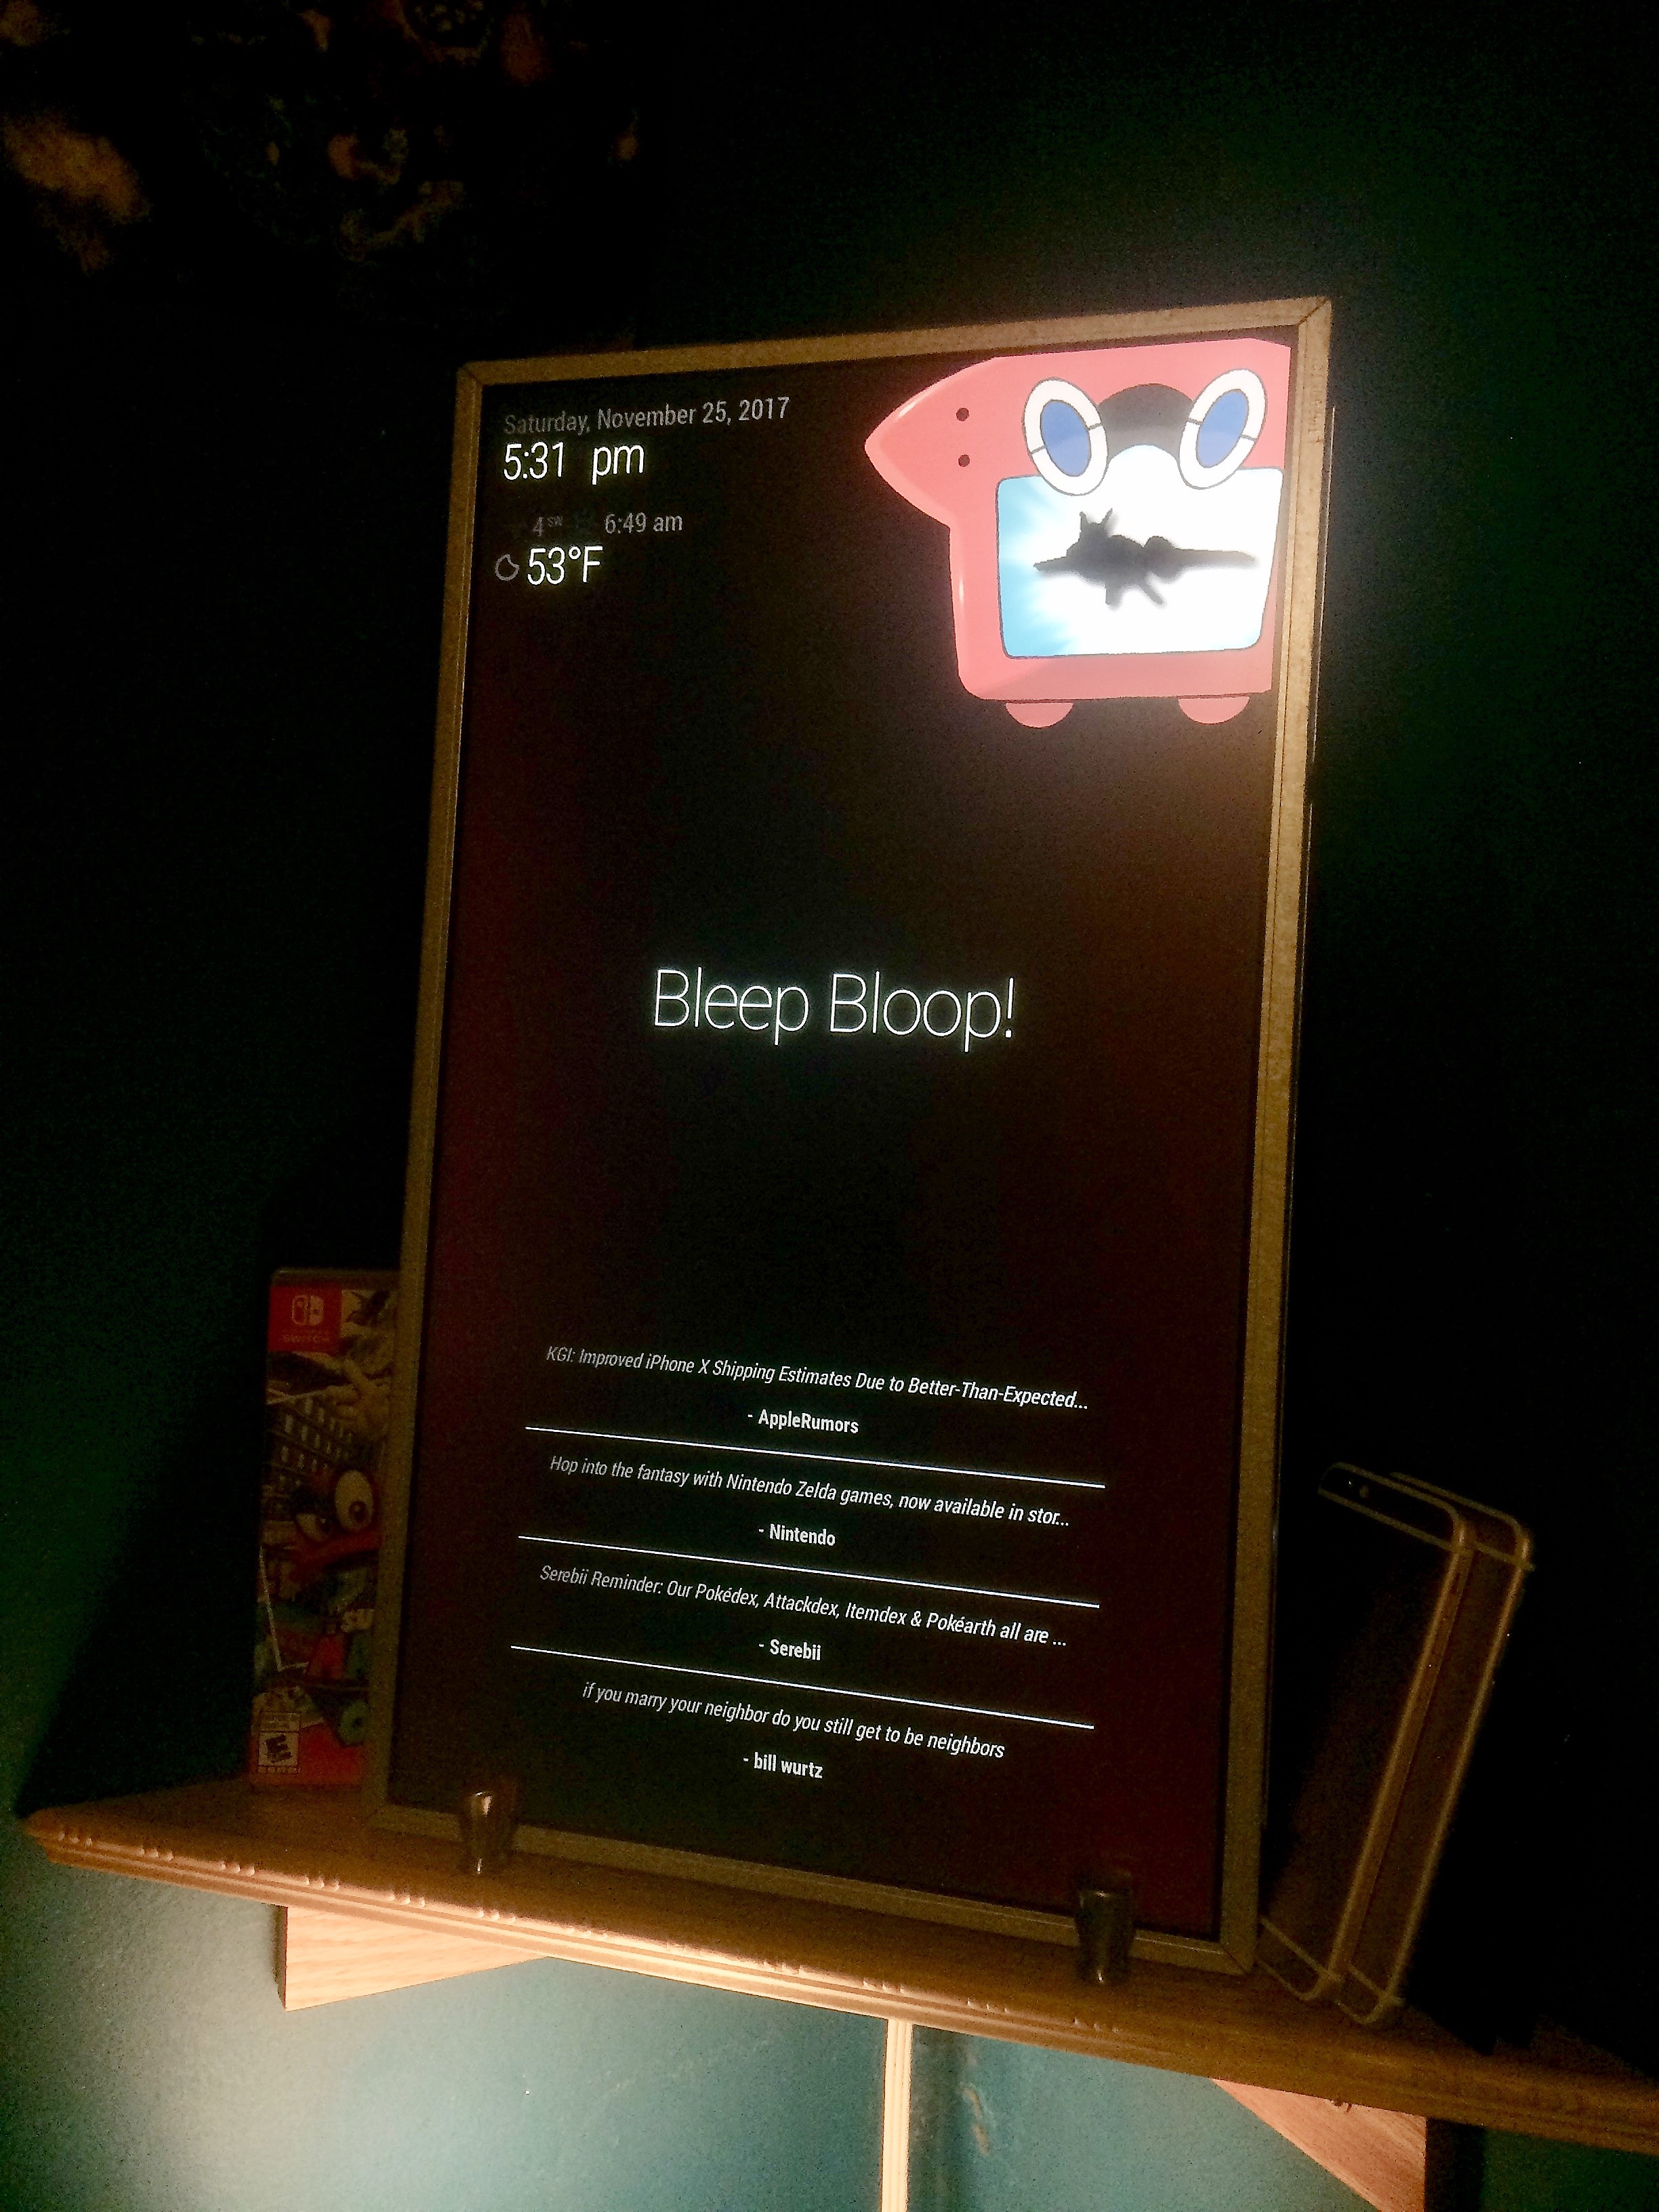 Saturday, November 25, 2017
5:31 pm
4 SW 6:49 am
53°F
Bleep Bloop!
KGI: Improved iPhone X Shipping Estimates Due to Better-Than-Expected...
- AppleRumors
Hop into the fantasy with Nintendo Zelda games, now available in stor...
- Nintendo
Serebii Reminder: Our Pokédex, Attackdex, Itemdex & Pokéarth all are ...
- Serebii
if you marry your neighbor do you still get to be neighbors
- bill wurtz
SWITCH
SU
E